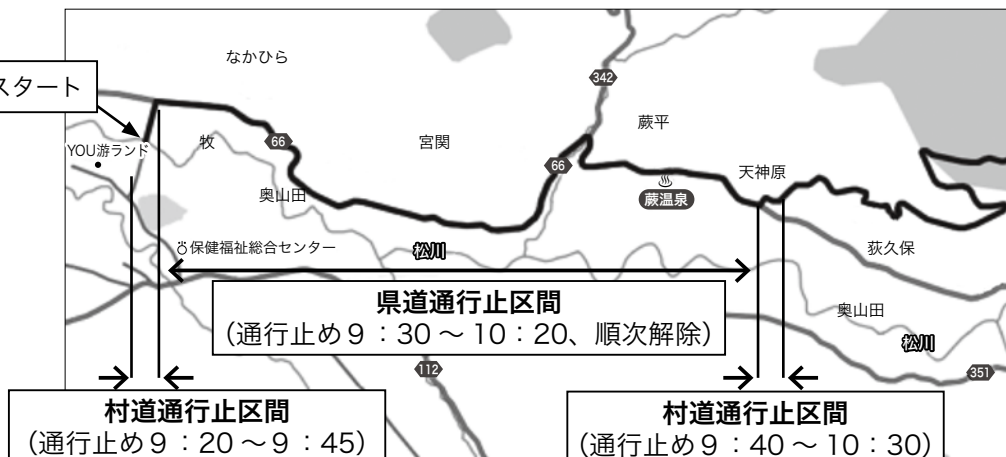 なかひら
スタート
342
蕨平
YOU游ランド
牧
66
宮関
66
天神原
奥山田
蕨温泉
保健福祉総合センター
松川
荻久保
県道通行止区間
（通行止め９：30～10：20、順次解除）
奥山田
松川
112
351
村道通行止区間
（通行止め９：20～９：45）
村道通行止区間
（通行止め９：40～10：30）